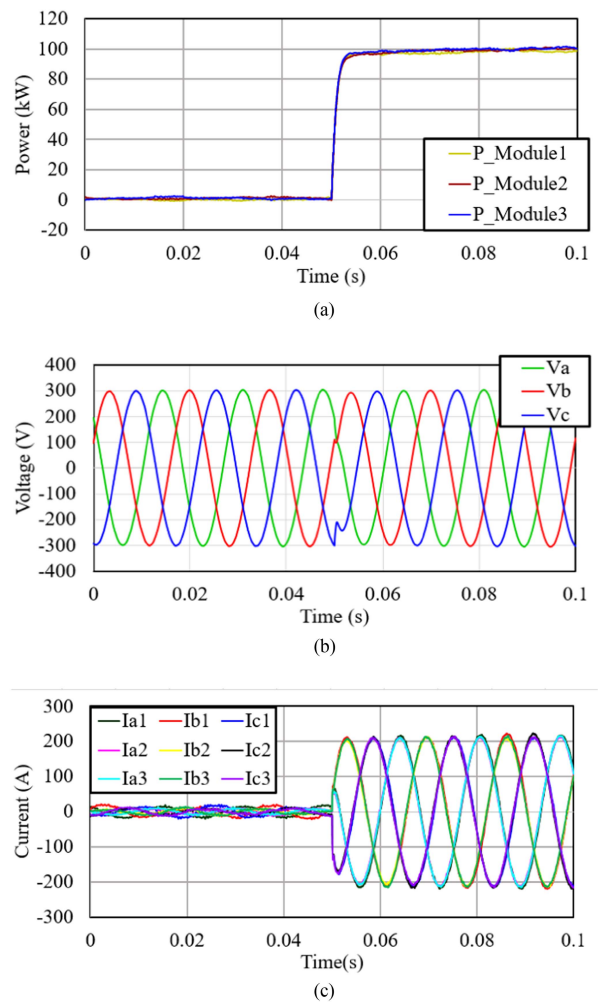 120
100
80
60
40
20
0
-20
Power (kW)
P_Module1
P_Module2
P_Module3
0 0.02 0.04 0.06 0.08 0.1
Time (s)
(a)
400
300
200
100
0
-100
-200
-300
-400
Voltage (V)
Va
Vb
Vc
0 0.02 0.04 0.06 0.08 0.1
Time (s)
(b)
300
200
100
0
-100
-200
-300
Current (A)
Ia1 Ib1 Ic1
Ia2 Ib2 Ic2
Ia3 Ib3 Ic3
0 0.02 0.04 0.06 0.08 0.1
Time(s)
(c)